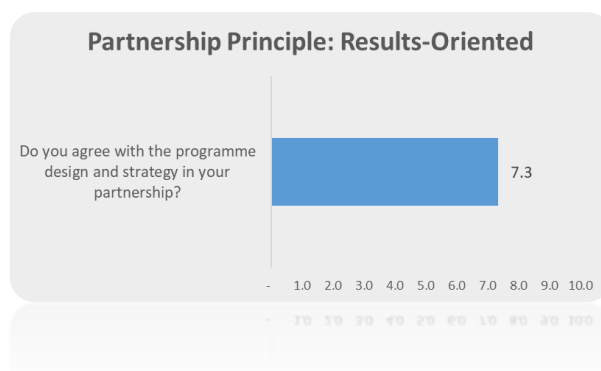 Partnership Principle: Results-Oriented
Do you agree with the programme
design and strategy in your
partnership?
7.3
- 1.0 2.0 3.0 4.0 5.0 6.0 7.0 8.0 9.0 10.0